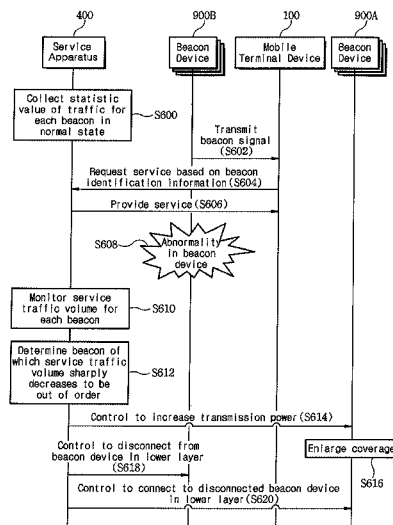 400
900B
100
900A
Service
Apparatus
Beacon
Device
Mobile
Terminal Device
Beacon
Device
Collect statistic
value of traffic for
each beacon in
normal state
S600
Transmit
beacon signal
(S602)
Request service based on beacon
identification information(S604)
Provide service(S606)
S608
Abnormality
in beacon
device
Monitor service
traffic volume for
each beacon
S610
Determine beacon of
which service traffic
volume sharply
decreases to be
out of order
S612
Control to increase transmission power(S614)
Control to disconnect from
beacon device in lower layer
(S618)
Enlarge coverage
S616
Control to connect to disconnected beacon device
in lower layer(S620)